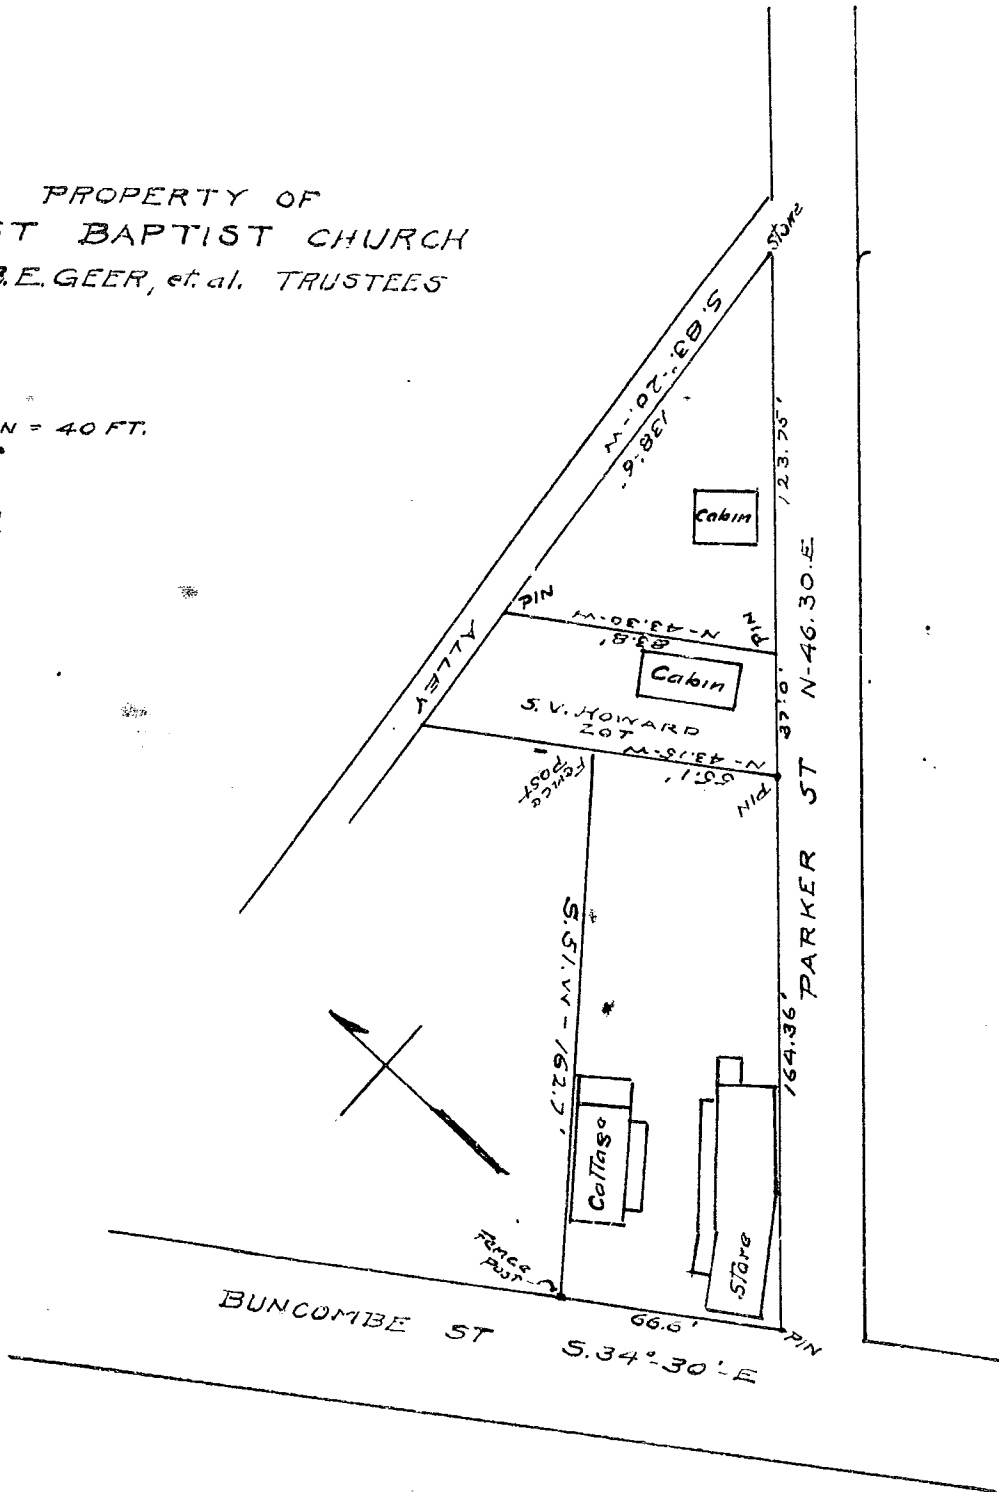 PROPERTY OF
ST BAPTIST CHURCH
B.E. GEER, et. al. TRUSTEES
N = 40 FT.
Stone
S. 83.°-20.'-W
138.6'
123.75'
Cabin
PIN
N-43.30-W
83.8'
PIN
N-46.30.E
ALLEY
Cabin
37.0'
S. V. HOWARD
LOT
N-43.15-W
55.1'
Fence
POST
PIN
PARKER ST
S. 51. W - 162.7'
164.36'
Cottage
Store
Fence
Post
66.6'
PIN
BUNCOMBE ST S. 34°-30'-E